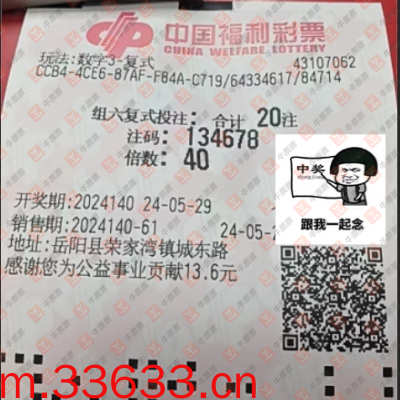 中国福利彩票
CHINA WELFARE LOTTERY
玩法:数字3-复式 43107062
CCB4-4CE6-87AF-F84A-C719/64334617/84714
组六复式投注: 合计 20注
注码: 134678
倍数: 40
中奖
跟我一起念
开奖期:2024140 24-05-29
销售期:2024140-61 24-05-2
地址:岳阳县荣家湾镇城东路
感谢您为公益事业贡献13.6元
m.33633.cn